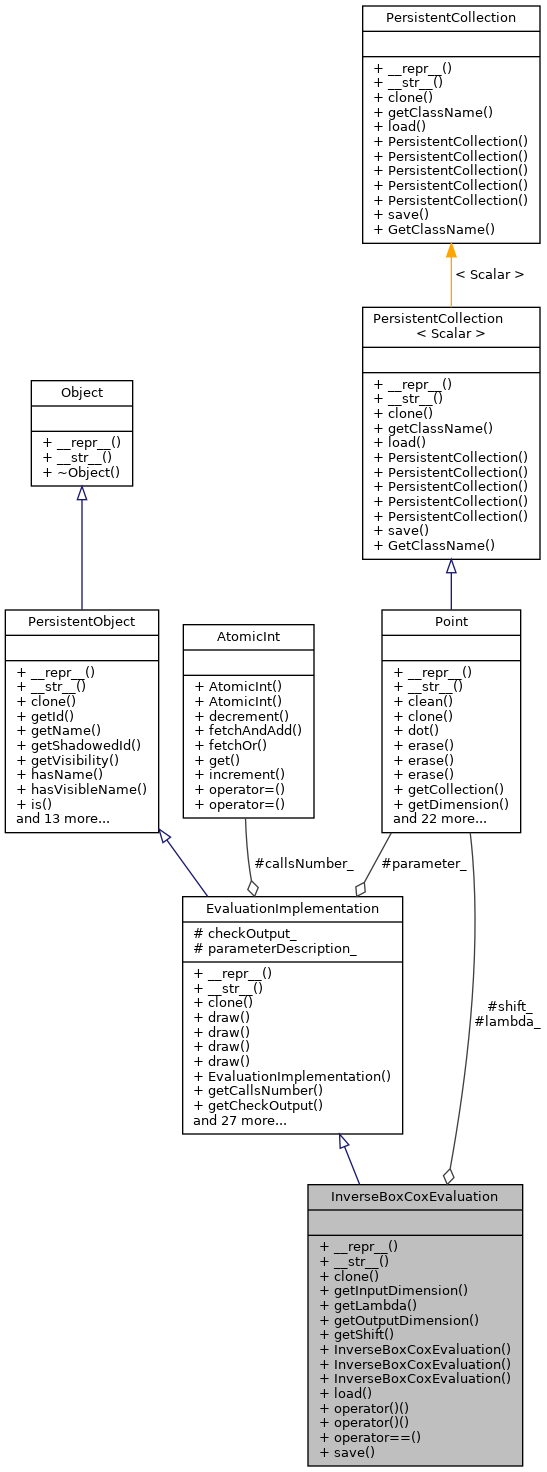 PersistentCollection
+ __repr__()
+ __str__()
+ clone()
+ getClassName()
+ load()
+ PersistentCollection()
+ PersistentCollection()
+ PersistentCollection()
+ PersistentCollection()
+ PersistentCollection()
+ save()
+ GetClassName()
< Scalar >
PersistentCollection
< Scalar >
+ __repr__()
+ __str__()
+ clone()
+ getClassName()
+ load()
+ PersistentCollection()
+ PersistentCollection()
+ PersistentCollection()
+ PersistentCollection()
+ PersistentCollection()
+ save()
+ GetClassName()
Object
+ __repr__()
+ __str__()
+ ~Object()
PersistentObject
+ __repr__()
+ __str__()
+ clone()
+ getId()
+ getName()
+ getShadowedId()
+ getVisibility()
+ hasName()
+ hasVisibleName()
+ is()
and 13 more...
AtomicInt
+ AtomicInt()
+ AtomicInt()
+ decrement()
+ fetchAndAdd()
+ fetchOr()
+ get()
+ increment()
+ operator=()
+ operator=()
Point
+ __repr__()
+ __str__()
+ clean()
+ clone()
+ dot()
+ erase()
+ erase()
+ erase()
+ getCollection()
+ getDimension()
and 22 more...
#callsNumber_
#parameter_
EvaluationImplementation
# checkOutput_
# parameterDescription_
+ __repr__()
+ __str__()
+ clone()
+ draw()
+ draw()
+ draw()
+ draw()
+ EvaluationImplementation()
+ getCallsNumber()
+ getCheckOutput()
and 27 more...
#shift_
#lambda_
InverseBoxCoxEvaluation
+ __repr__()
+ __str__()
+ clone()
+ getInputDimension()
+ getLambda()
+ getOutputDimension()
+ getShift()
+ InverseBoxCoxEvaluation()
+ InverseBoxCoxEvaluation()
+ InverseBoxCoxEvaluation()
+ load()
+ operator()()
+ operator()()
+ operator==()
+ save()